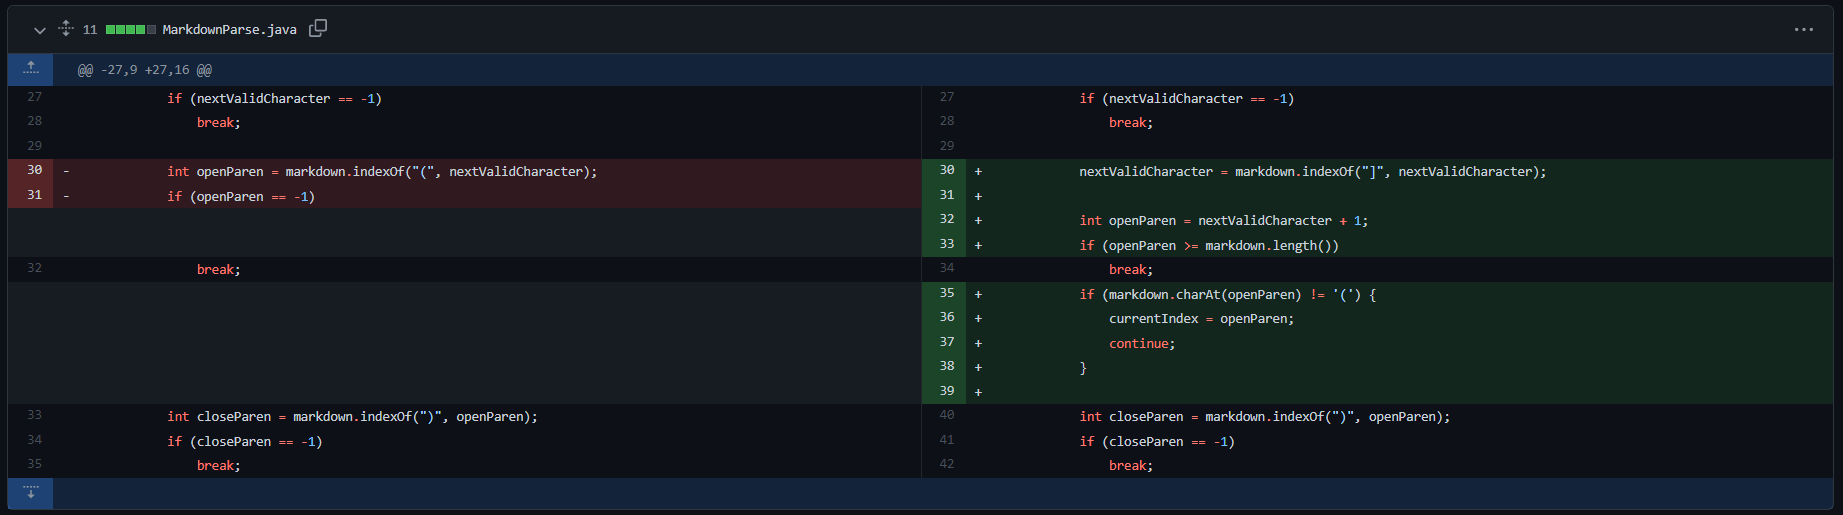 11 MarkdownParse.java
@@ -27,9 +27,16 @@
27 if (nextValidCharacter == -1) 27 if (nextValidCharacter == -1)
28 break; 28 break;
29 29
30 - int openParen = markdown.indexOf("(", nextValidCharacter); 30 + nextValidCharacter = markdown.indexOf("]", nextValidCharacter);
31 - if (openParen == -1) 31 +
32 + int openParen = nextValidCharacter + 1;
33 + if (openParen >= markdown.length())
32 break; 34 break;
35 + if (markdown.charAt(openParen) != '(') {
36 + currentIndex = openParen;
37 + continue;
38 + }
39 +
33 int closeParen = markdown.indexOf(")", openParen); 40 int closeParen = markdown.indexOf(")", openParen);
34 if (closeParen == -1) 41 if (closeParen == -1)
35 break; 42 break;